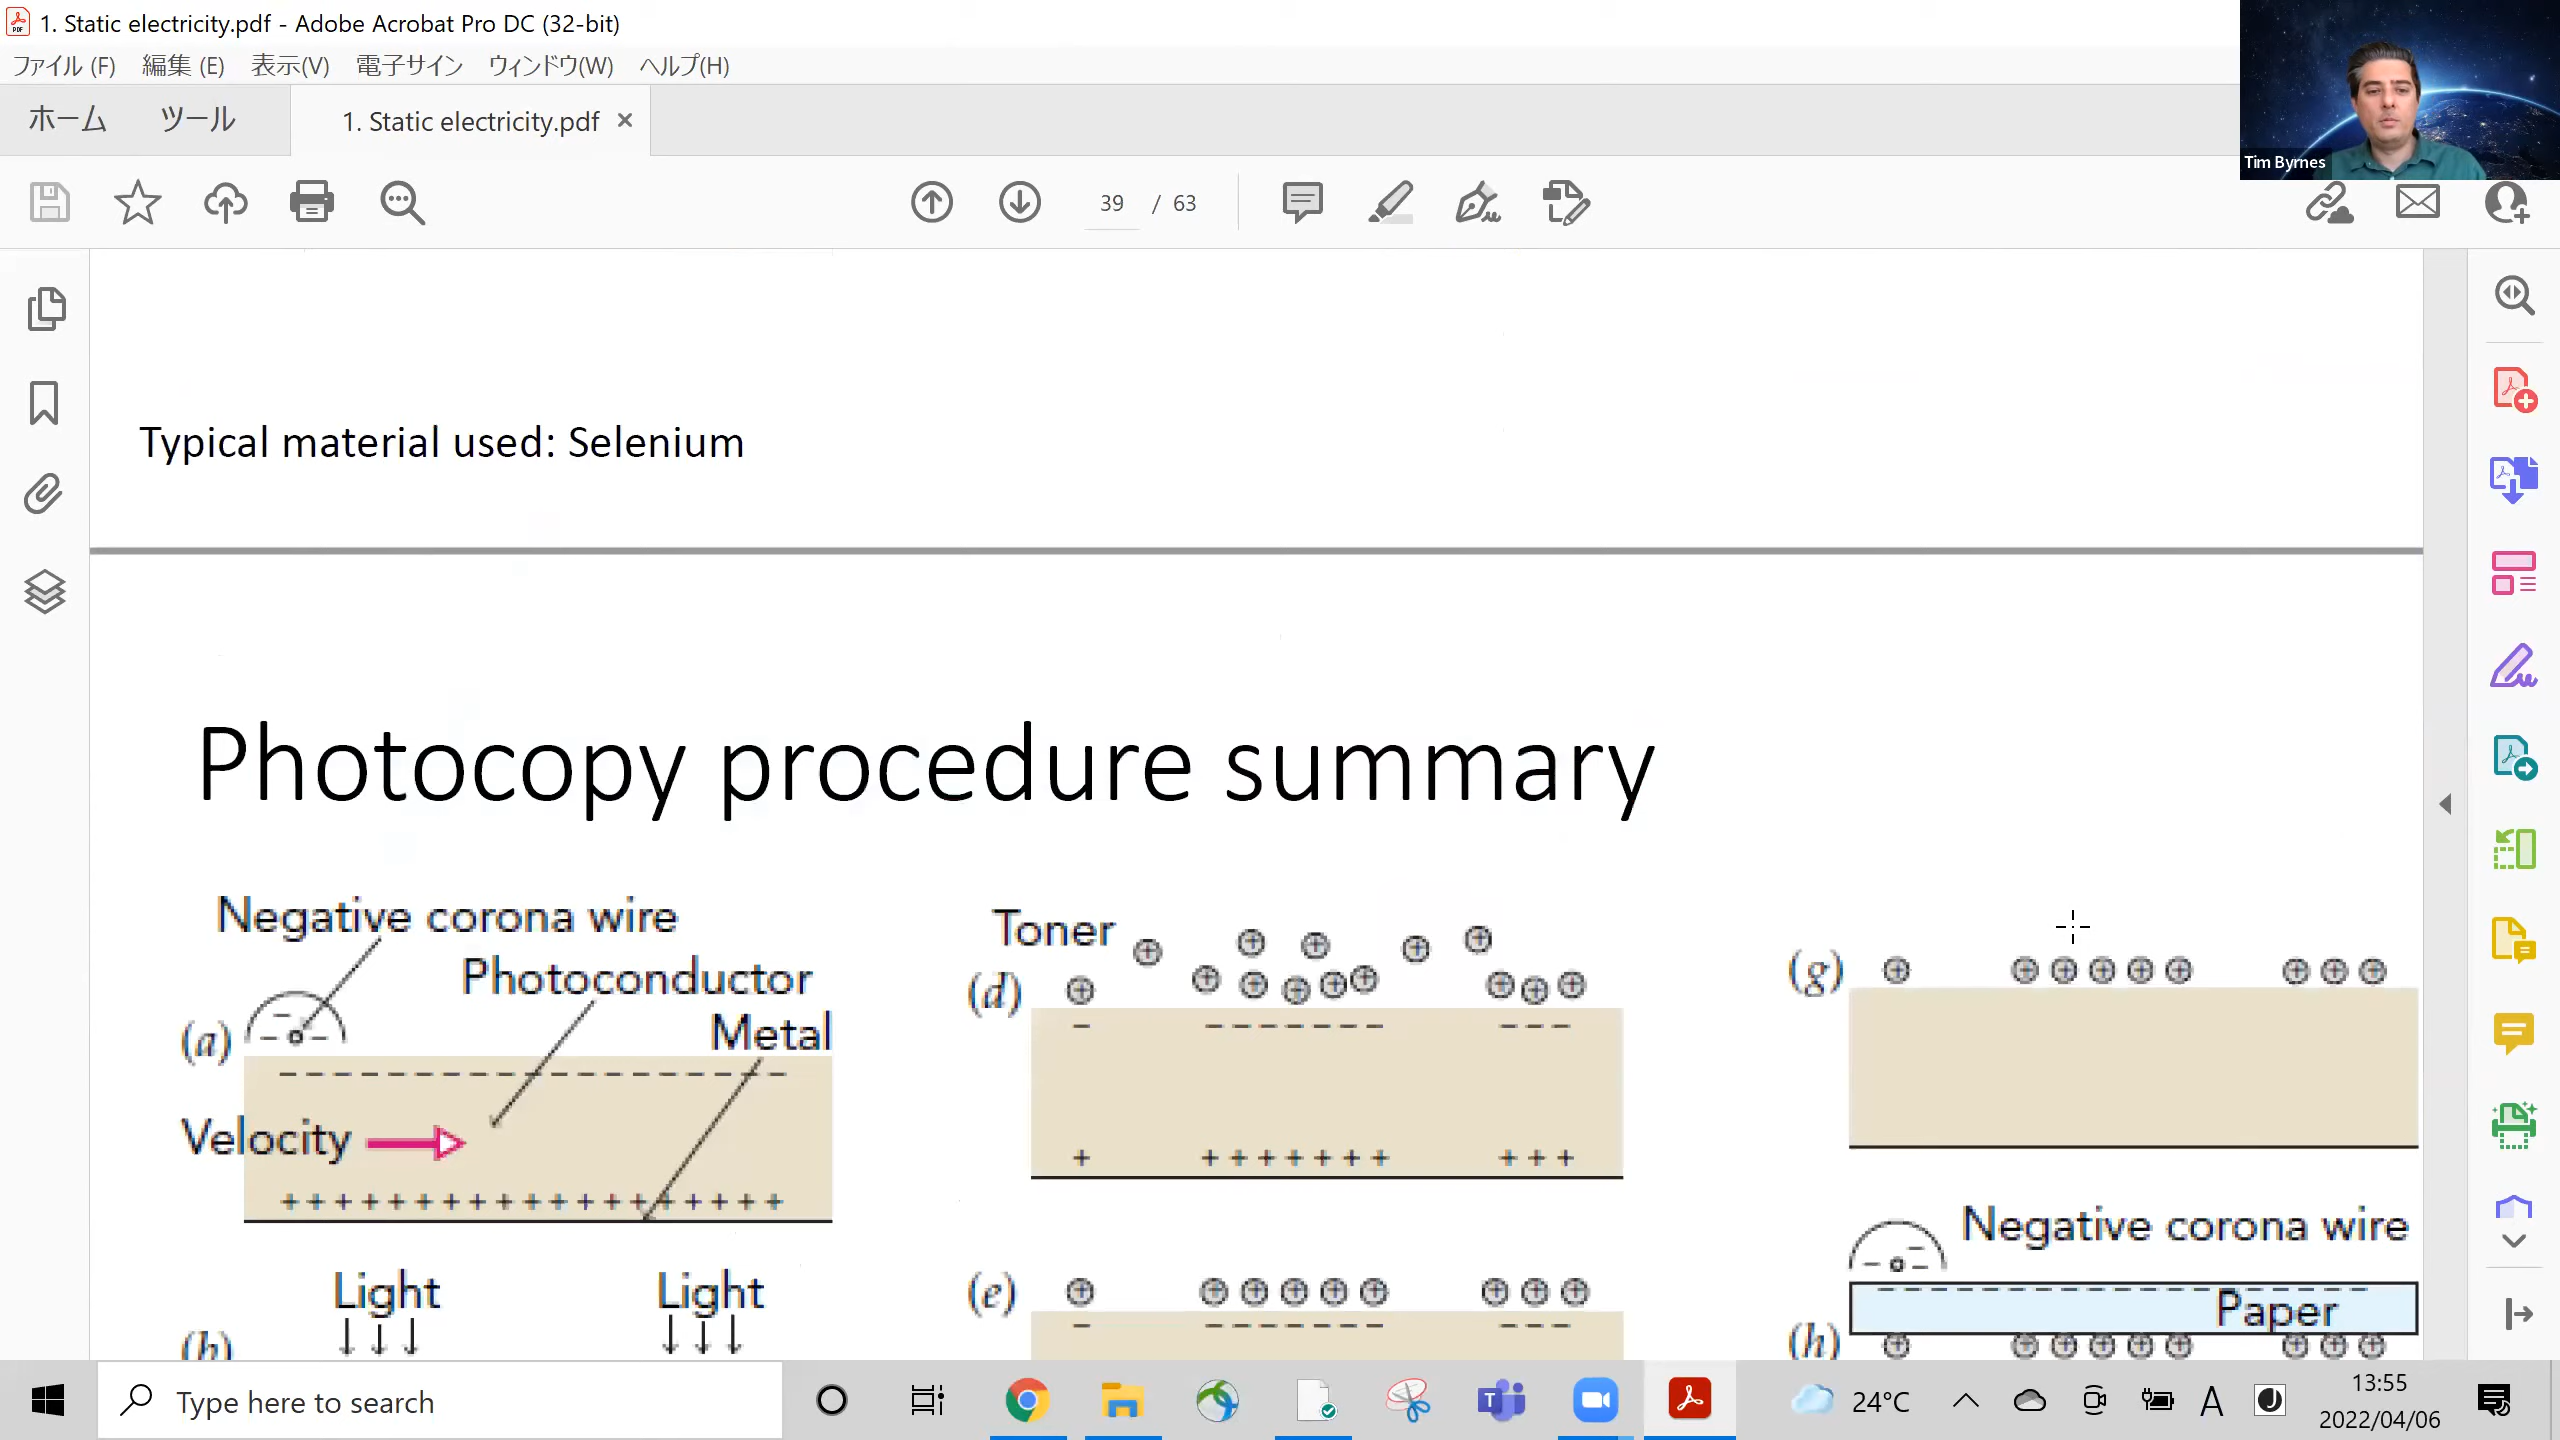 1. Static electricity.pdf - Adobe Acrobat Pro DC (32-bit)
ファイル (F) 編集 (E) 表示(V) 電子サイン ウィンドウ(W) ヘルプ(H)
ホーム ツール 1. Static electricity.pdf ×
Tim Byrnes
39 / 63
Typical material used: Selenium
Photocopy procedure summary
Negative corona wire
Photoconductor
Metal
(a)
Velocity
Light Light
(b)
Toner
(d)
(e)
(g)
Negative corona wire
Paper
(h)
Type here to search
24°C
A
13:55
2022/04/06